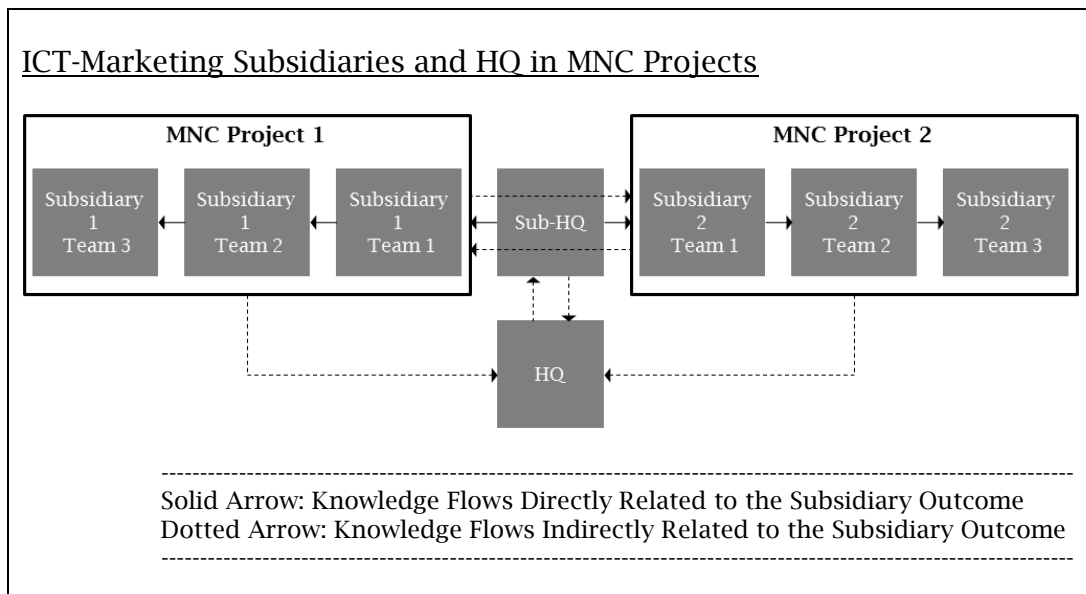 ICT-Marketing Subsidiaries and HQ in MNC Projects
MNC Project 1
Subsidiary
1
Team 3
Subsidiary
1
Team 2
Subsidiary
1
Team 1
Sub-HQ
MNC Project 2
Subsidiary
2
Team 1
Subsidiary
2
Team 2
Subsidiary
2
Team 3
HQ
Solid Arrow: Knowledge Flows Directly Related to the Subsidiary Outcome
Dotted Arrow: Knowledge Flows Indirectly Related to the Subsidiary Outcome